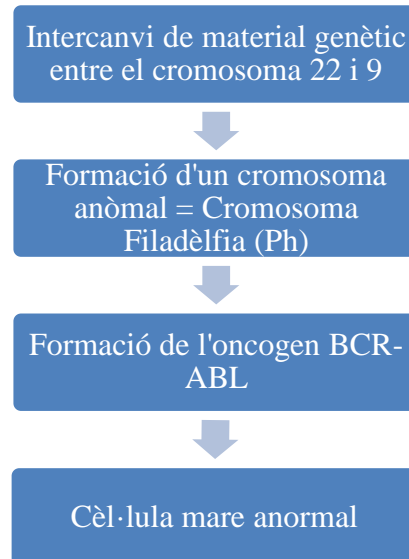 Intercanvi de material genètic
entre el cromosoma 22 i 9
Formació d'un cromosoma
anòmal = Cromosoma
Filadèlfia (Ph)
Formació de l'oncogen BCR-
ABL
Cèl·lula mare anormal